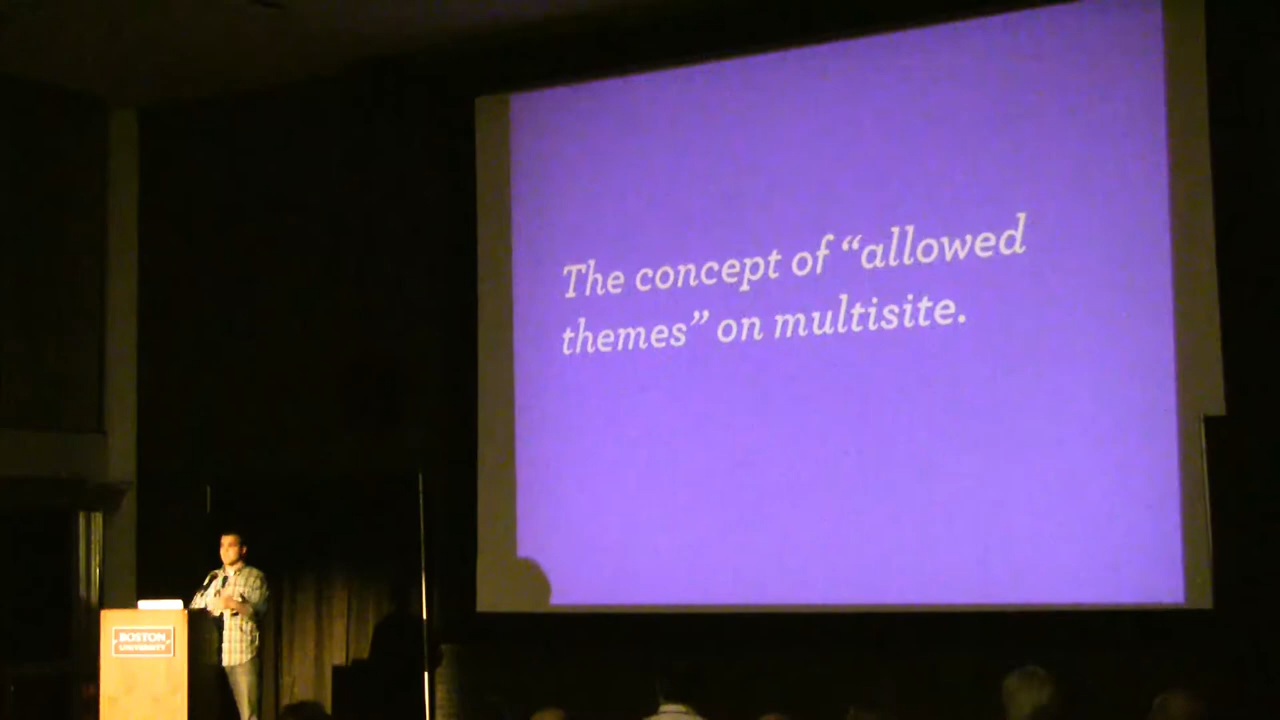 The concept of “allowed
themes” on multisite.
BOSTON
UNIVERSITY